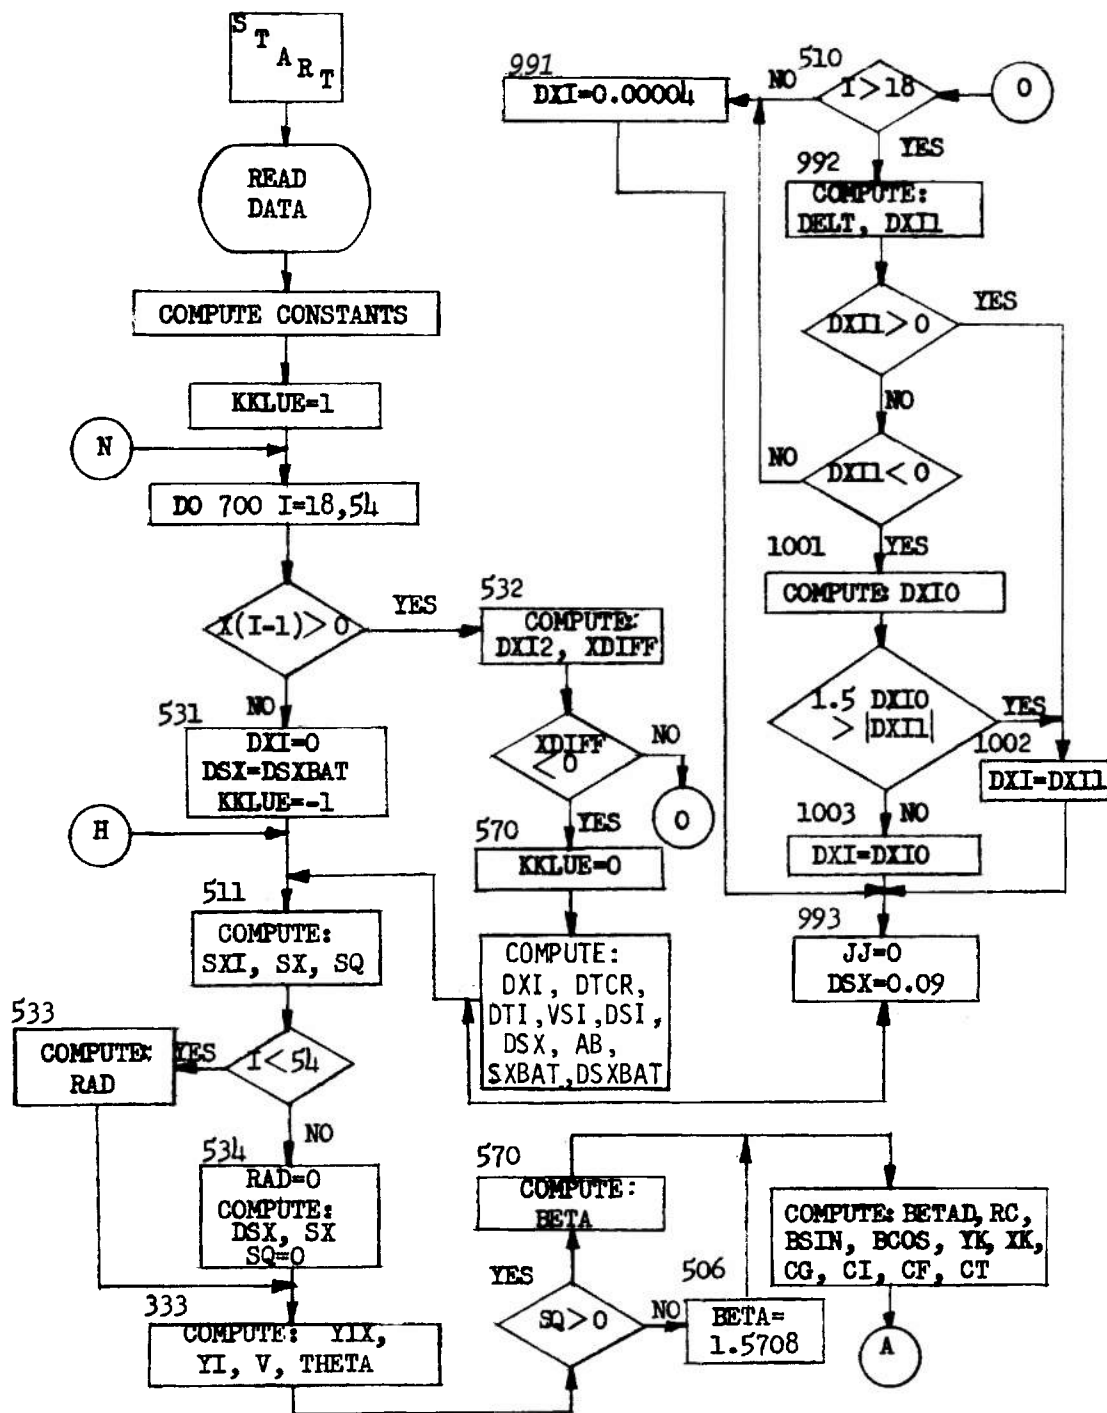 START
READ
DATA
COMPUTE CONSTANTS
KKLUE=1
N
DO 700 I=18,54
X(I-1)>0
YES
NO
531
DXI=0
DSX=DSXBAT
KKLUE=-1
H
511
COMPUTE:
SXI, SX, SQ
533
COMPUTE:
RAD
YES
I<54
NO
534
RAD=0
COMPUTE:
DSX, SX
SQ=0
333
COMPUTE: YIX,
YI, V, THETA
532
COMPUTE:
DXI2, XDIFF
XDIFF
<0
NO
O
YES
570
KKLUE=0
COMPUTE:
DXI, DTCR,
DTI,VSI,DSI,
DSX, AB,
SXBAT,DSXBAT
991
DXI=0.00004
NO
510
I>18
O
YES
992
COMPUTE:
DELT, DXI1
DXI1>0
YES
NO
DXI1<0
NO
YES
1001
COMPUTE: DXIO
1.5 DXIO
> |DXI1|
YES
1002
DXI=DXI1
NO
1003
DXI=DXIO
993
JJ=0
DSX=0.09
570
COMPUTE:
BETA
YES
SQ>0
NO
506
BETA=
1.5708
COMPUTE: BETAD, RC,
BSIN, BCOS, YK, XK,
CG, CI, CF, CT
A